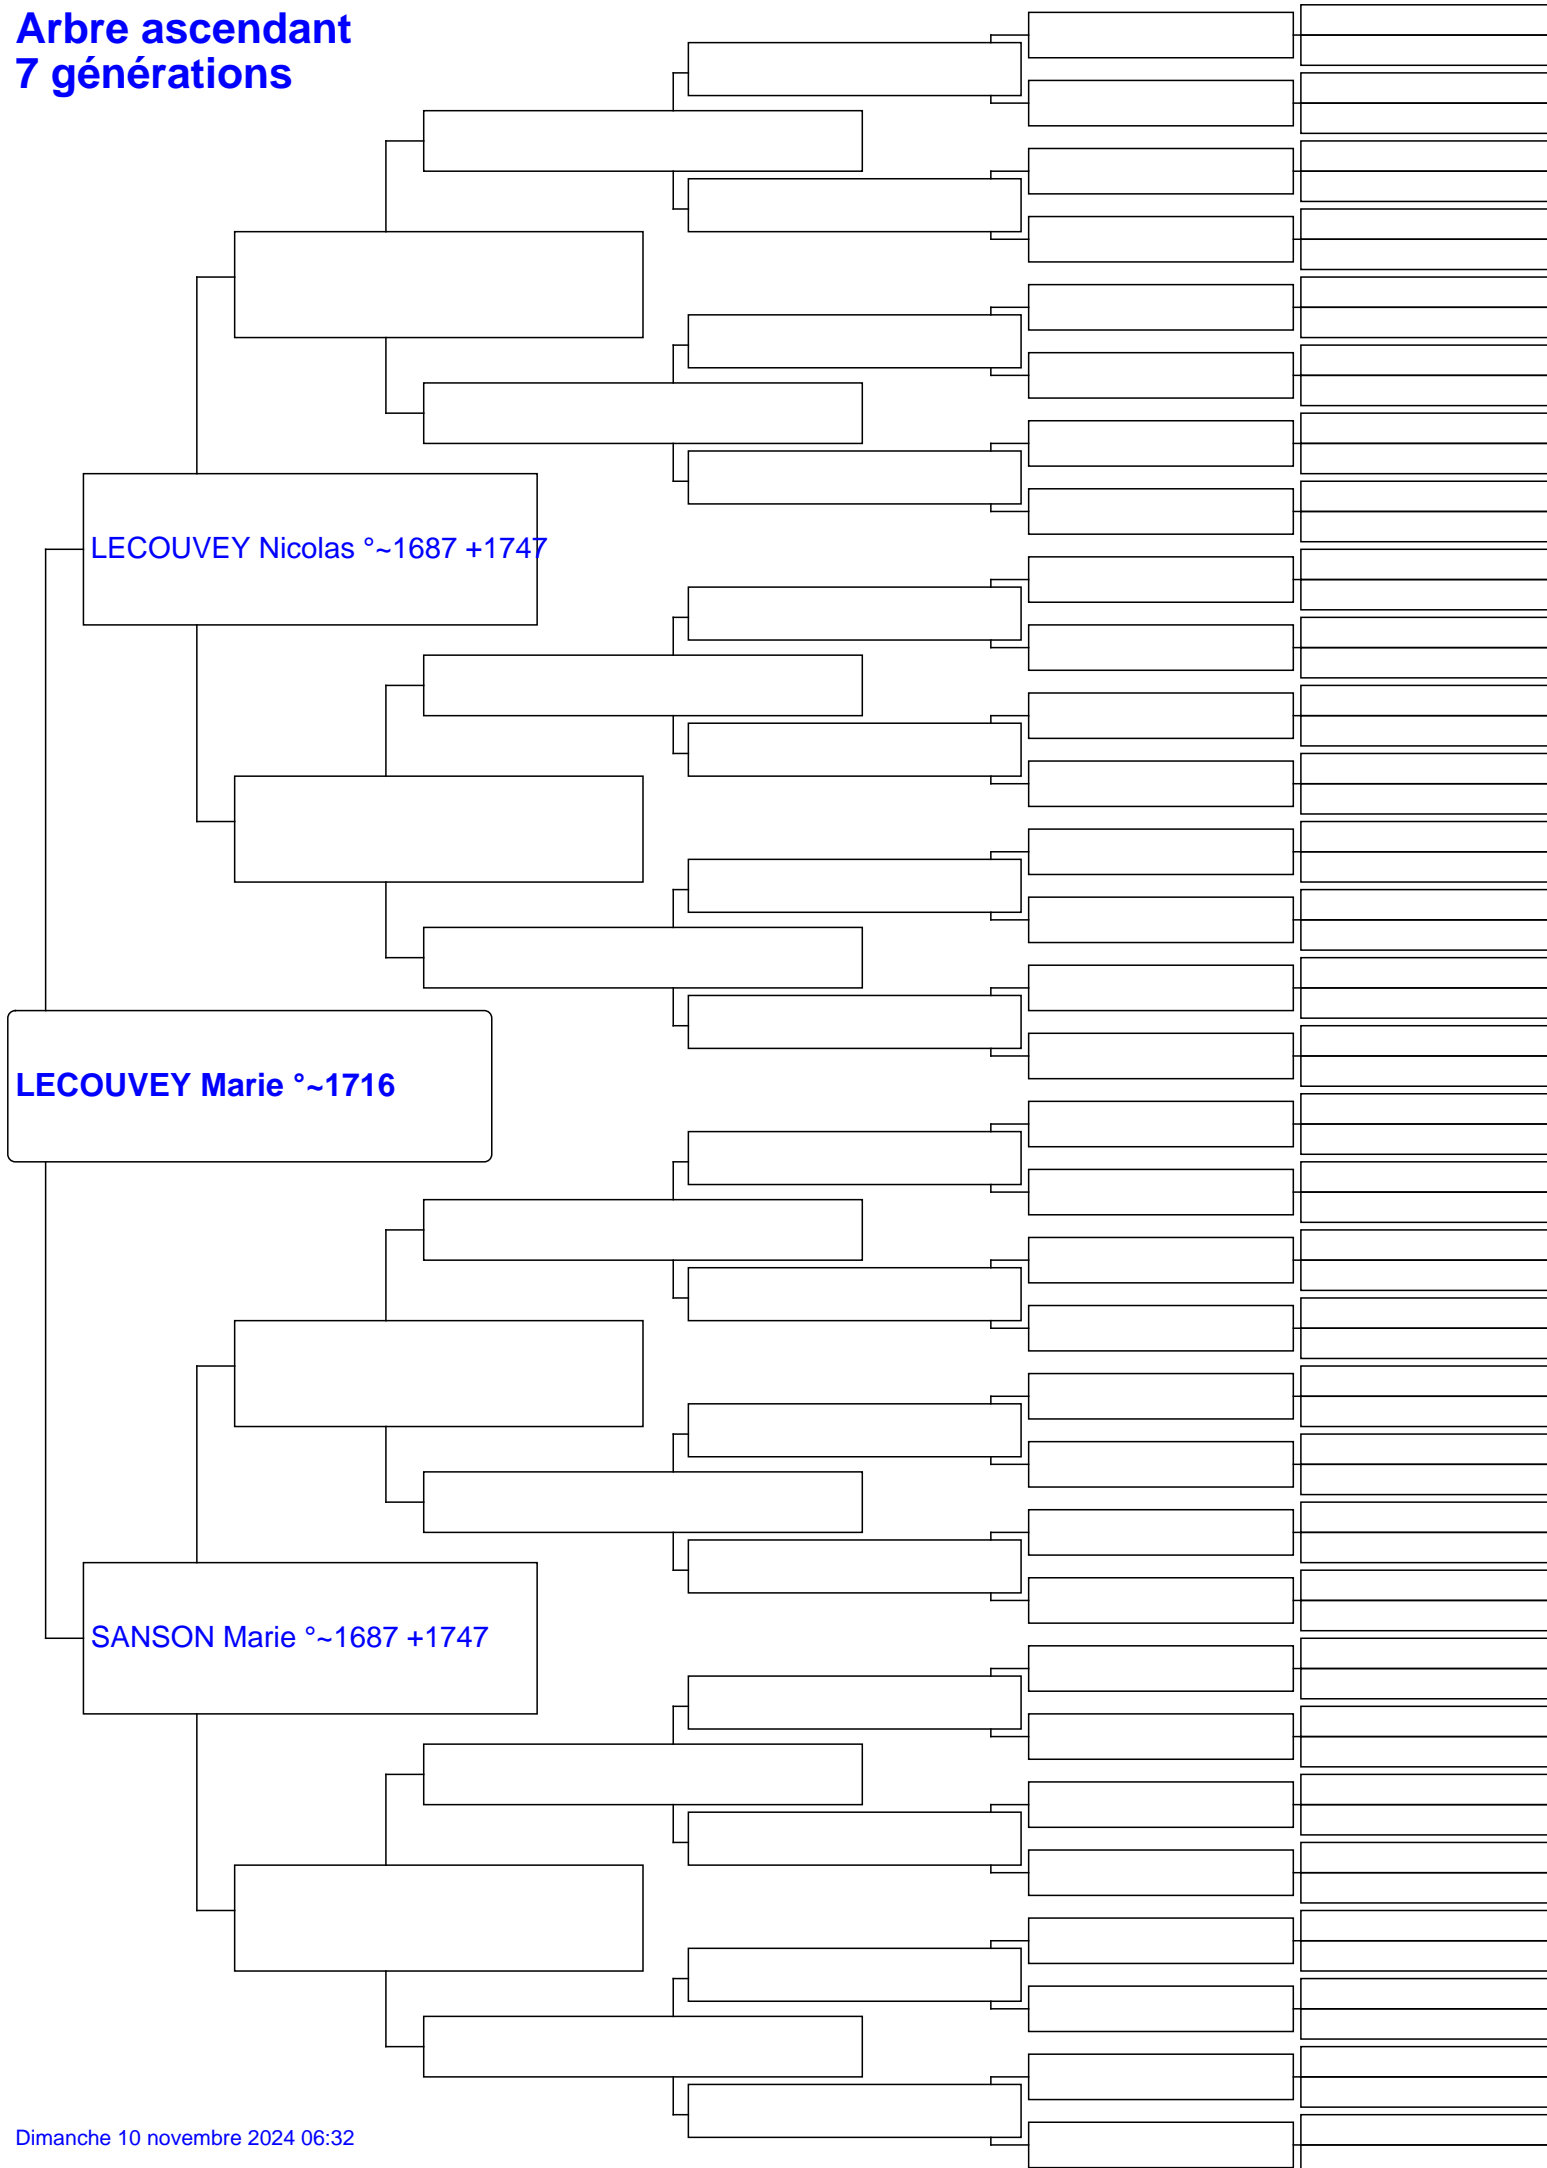 Arbre ascendant
7 générations
LECOUVEY Nicolas °~1687 +1747
LECOUVEY Marie °~1716
SANSON Marie °~1687 +1747
Dimanche 10 novembre 2024 06:32